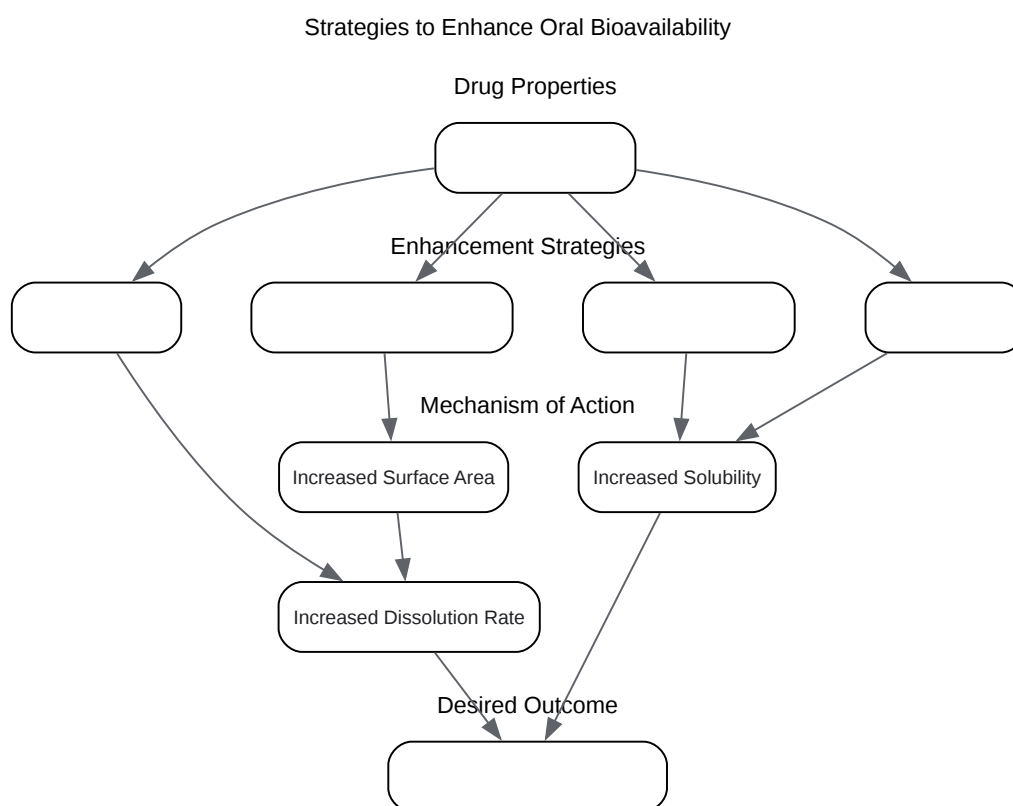 Strategies to Enhance Oral Bioavailability
Drug Properties
Enhancement Strategies
Mechanism of Action
Increased Surface Area
Increased Solubility
Increased Dissolution Rate
Desired Outcome